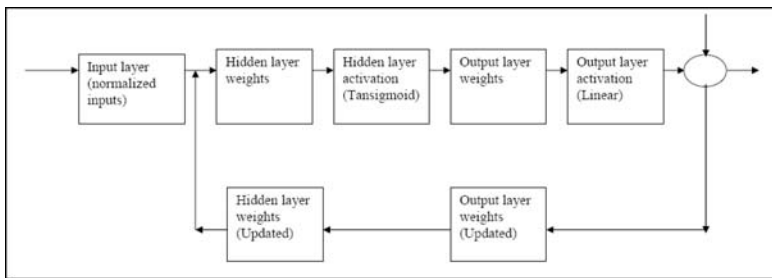 Input layer
(normalized
inputs)
Hidden layer
weights
Hidden layer
activation
(Tansigmoid)
Output layer
weights
Output layer
activation
(Linear)
Hidden layer
weights
(Updated)
Output layer
weights
(Updated)